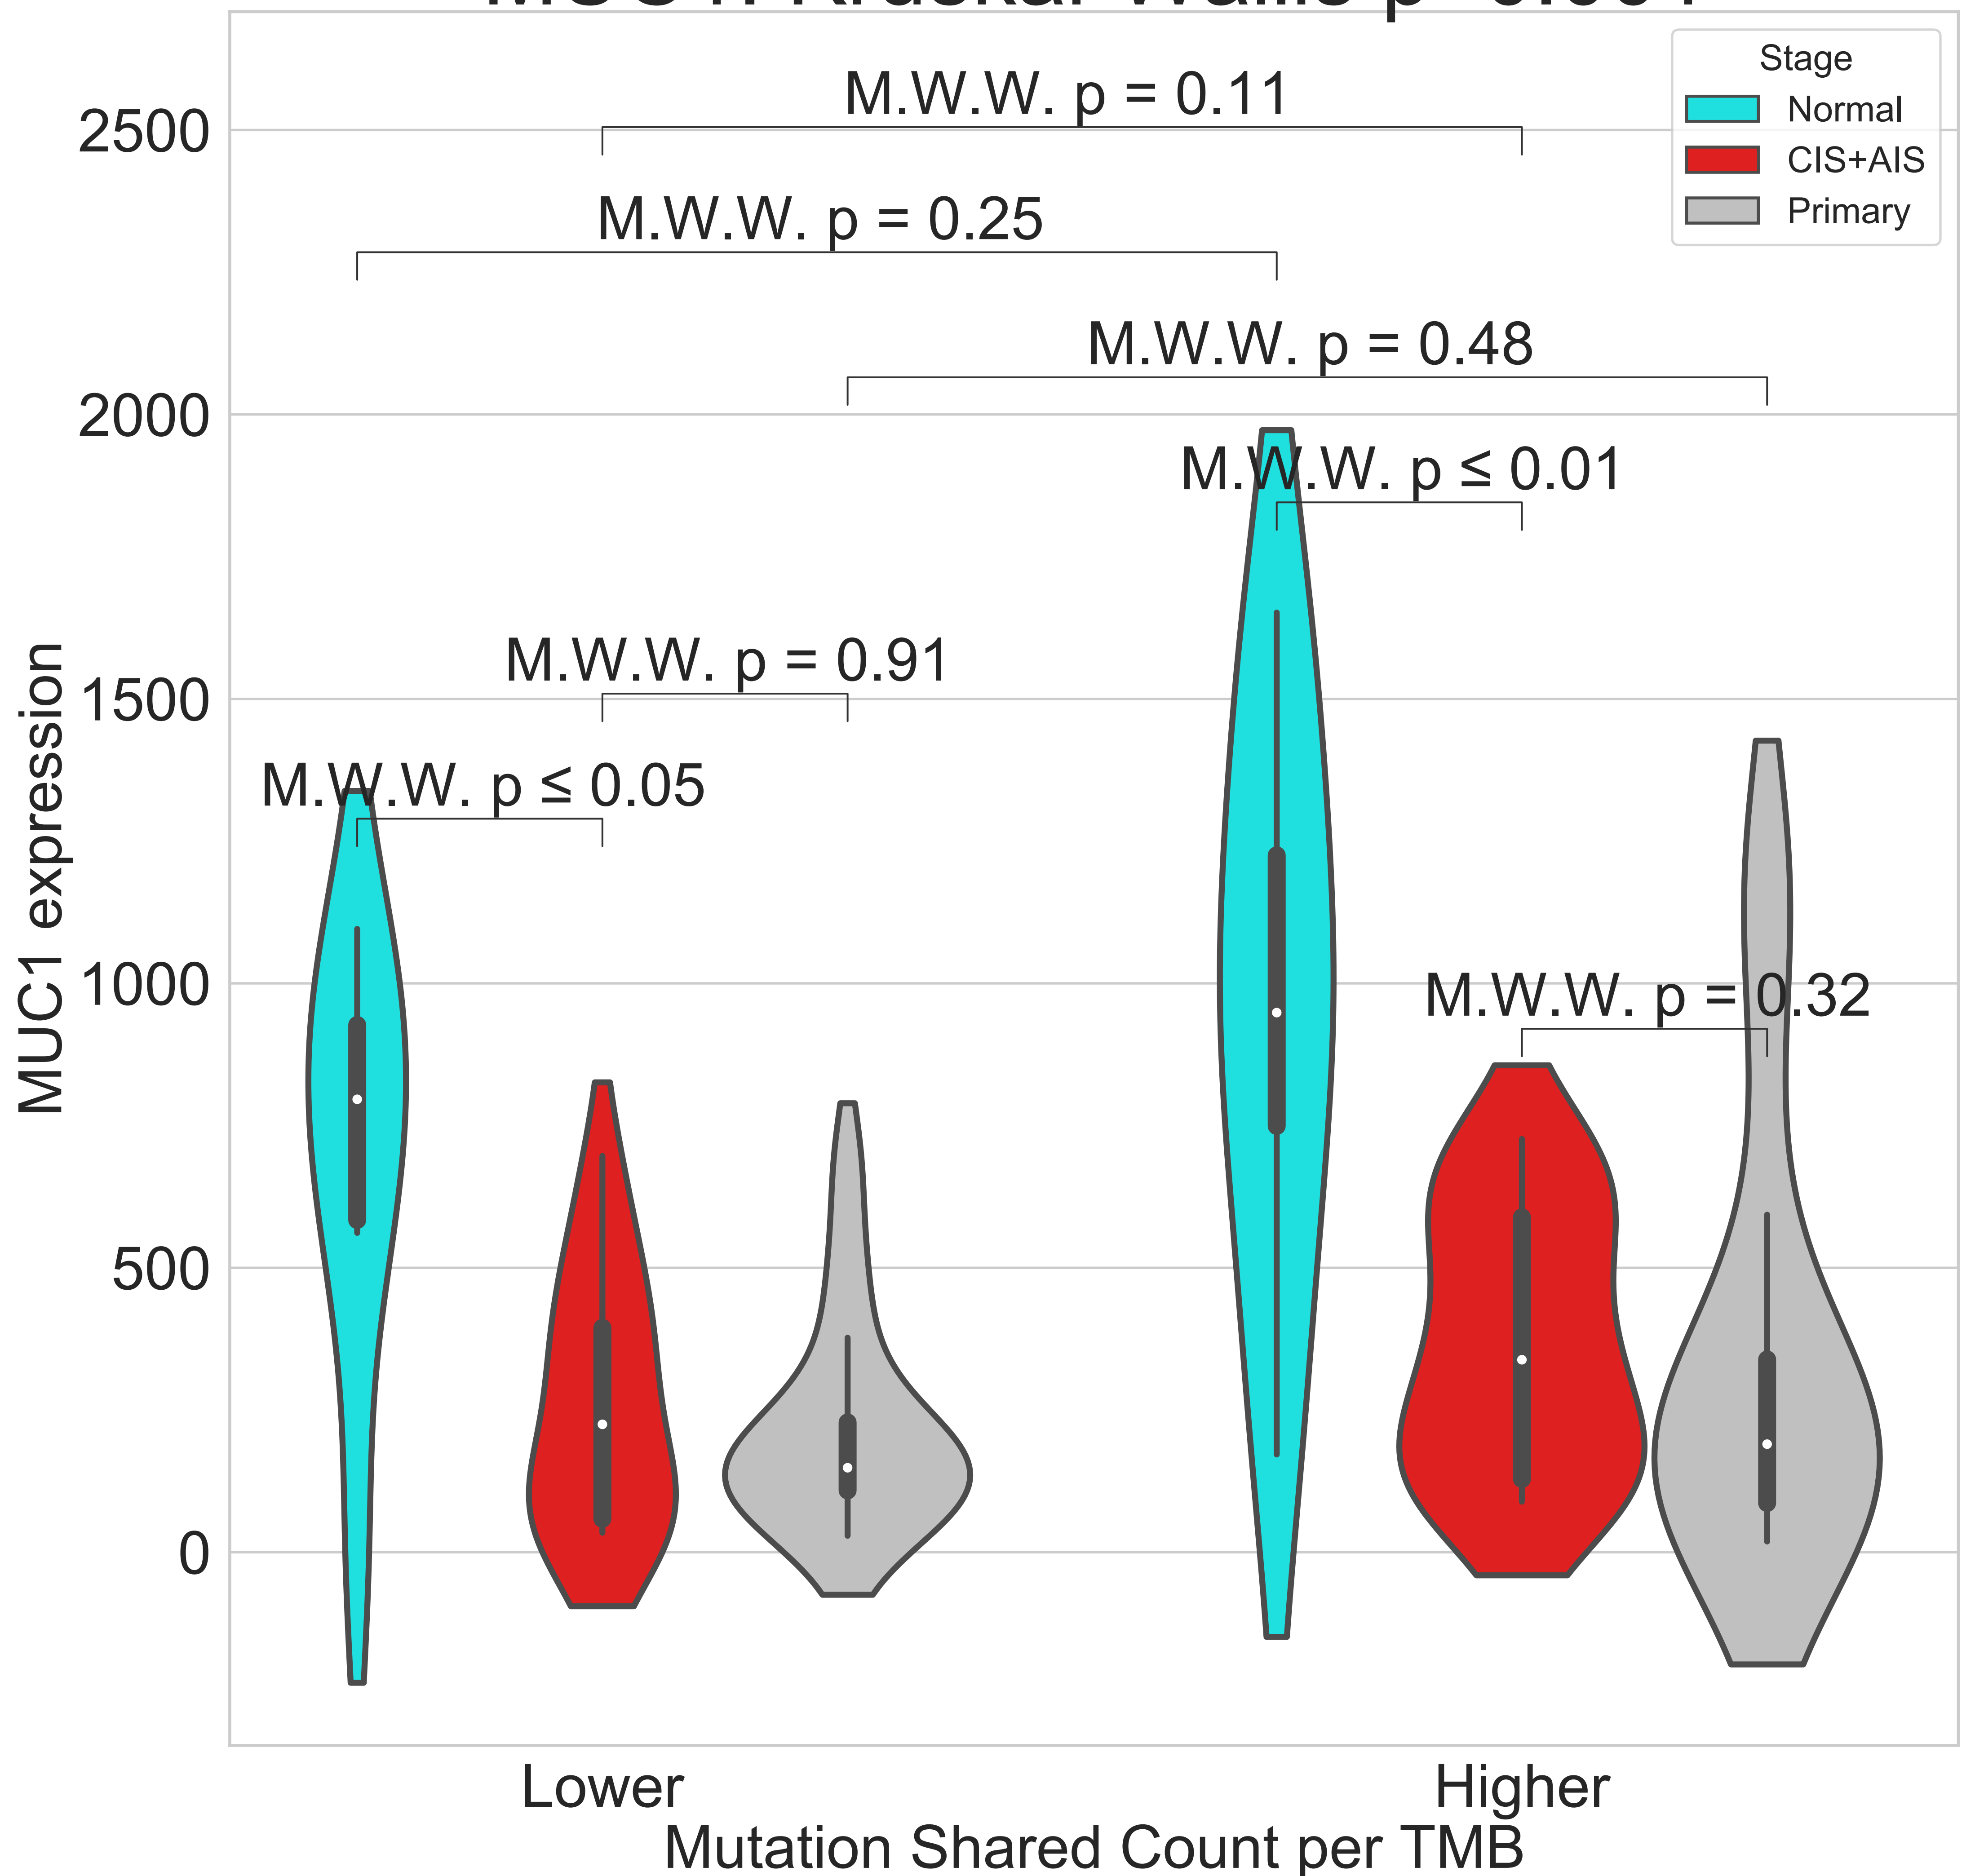 Stage
Normal
CIS+AIS
Primary
M.W.W. p = 0.11
M.W.W. p = 0.25
M.W.W. p = 0.48
M.W.W. p ≤ 0.01
M.W.W. p = 0.91
M.W.W. p ≤ 0.05
M.W.W. p = 0.32
2500
2000
1500
1000
500
0
MUC1 expression
Lower
Higher
Mutation Shared Count per TMB